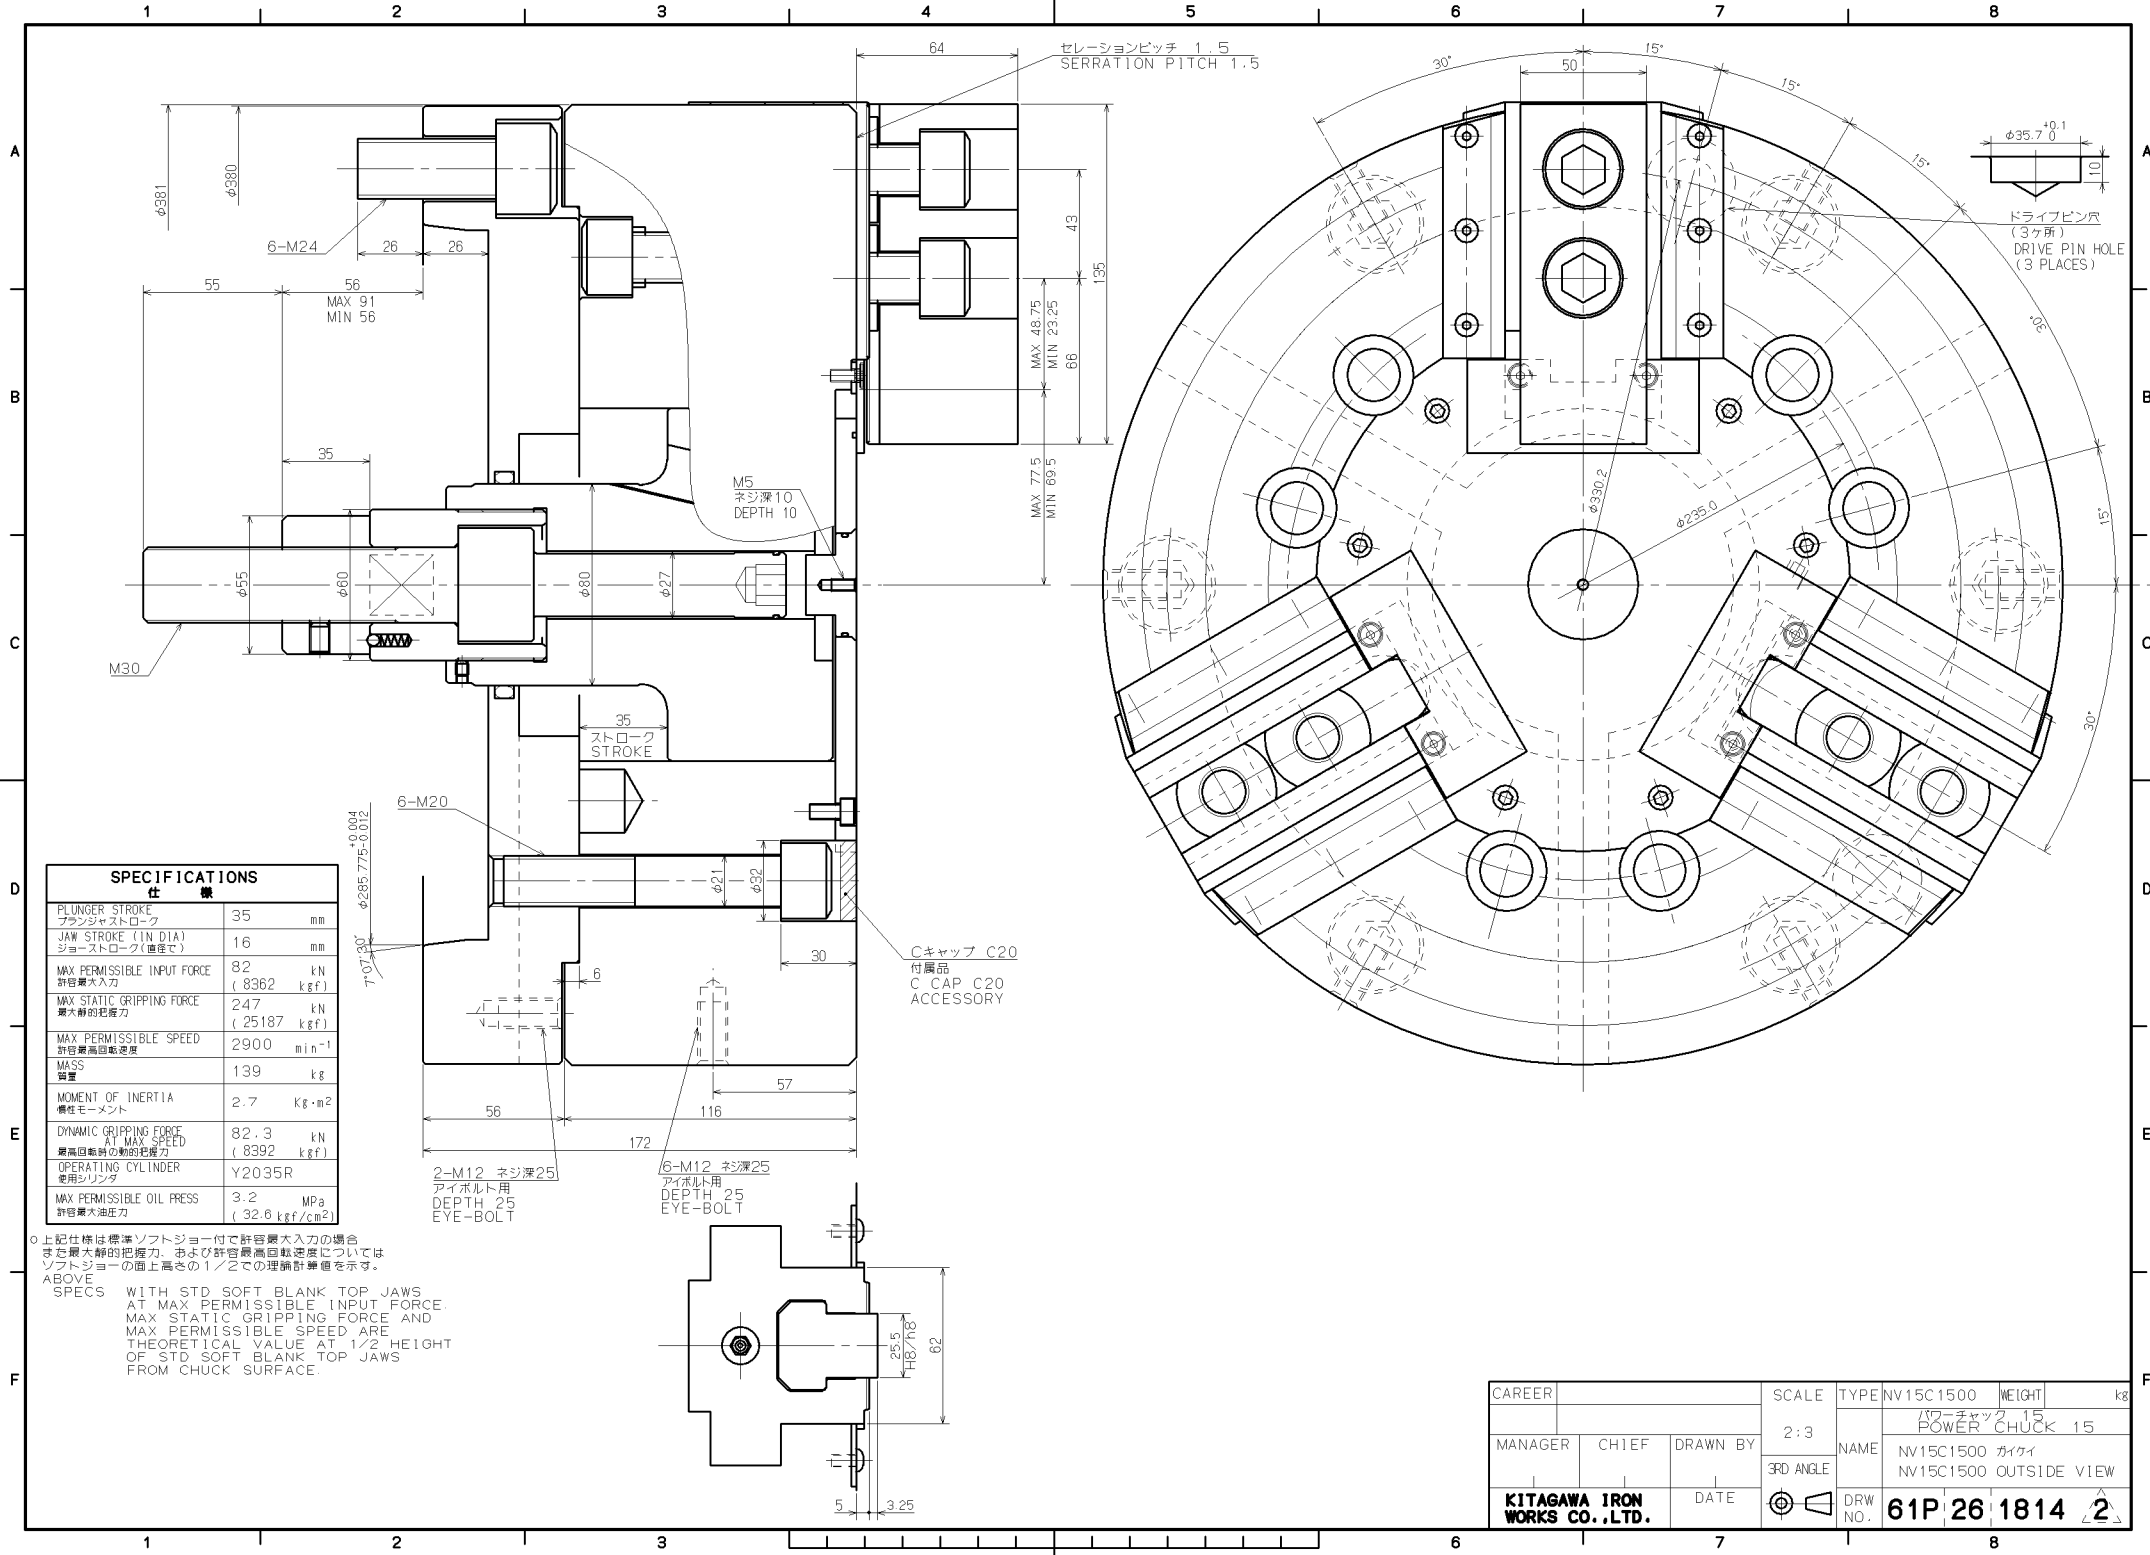 1 2 3 4 5 6 7 8
A
B
C
D
E
F
A
B
C
D
E
F
64
セレーションピッチ 1.5
SERRATION PITCH 1.5
φ381
φ380
6-M24
26
26
55
56
MAX 91
MIN 56
43
135
MAX 48.75
MIN 23.25
66
MAX 77.5
MIN 69.5
35
M5
ネジ深10
DEPTH 10
φ55
φ60
φ80
φ27
M30
35
ストローク
STROKE
6-M20
φ285.775 +0.004 -0.012
7°07'30"
φ21
φ32
30
6
Cキャップ C20
付属品
C CAP C20
ACCESSORY
57
56
116
172
2-M12 ネジ深25
アイボルト用
DEPTH 25
EYE-BOLT
6-M12 ネジ深25
アイボルト用
DEPTH 25
EYE-BOLT
25.5
H8/h8
62
5
3.25
30°
15°
50
15°
15°
30°
15°
30°
φ330.2
φ235.0
φ35.7 +0.1 0
10
ドライブピン穴
(3ヶ所)
DRIVE PIN HOLE
(3 PLACES)
SPECIFICATIONS
仕 様
PLUNGER STROKE
プランジャストローク
35 mm
JAW STROKE (IN DIA)
ジョーストローク(直径で)
16 mm
MAX PERMISSIBLE INPUT FORCE
許容最大入力
82 kN
( 8362 kgf)
MAX STATIC GRIPPING FORCE
最大静的把握力
247 kN
( 25187 kgf)
MAX PERMISSIBLE SPEED
許容最高回転速度
2900 min⁻¹
MASS
質量
139 kg
MOMENT OF INERTIA
慣性モーメント
2.7 Kg·m²
DYNAMIC GRIPPING FORCE
AT MAX SPEED
最高回転時の動的把握力
82.3 kN
( 8392 kgf)
OPERATING CYLINDER
使用シリンダ
Y2035R
MAX PERMISSIBLE OIL PRESS
許容最大油圧力
3.2 MPa
( 32.6 kgf/cm²)
○上記仕様は標準ソフトジョー付で許容最大入力の場合
また最大静的把握力、および許容最高回転速度については
ソフトジョーの面上高さの1/2での理論計算値を示す。
ABOVE
SPECS WITH STD SOFT BLANK TOP JAWS
AT MAX PERMISSIBLE INPUT FORCE.
MAX STATIC GRIPPING FORCE AND
MAX PERMISSIBLE SPEED ARE
THEORETICAL VALUE AT 1/2 HEIGHT
OF STD SOFT BLANK TOP JAWS
FROM CHUCK SURFACE.
CAREER
SCALE
2:3
TYPE NV15C1500 WEIGHT kg
パワーチャック 15
POWER CHUCK 15
MANAGER CHIEF DRAWN BY
NAME
NV15C1500 ガイケイ
NV15C1500 OUTSIDE VIEW
3RD ANGLE
KITAGAWA IRON
WORKS CO.,LTD.
DATE
DRW
NO.
61P 26 1814 2
1 2 3 6 7 8